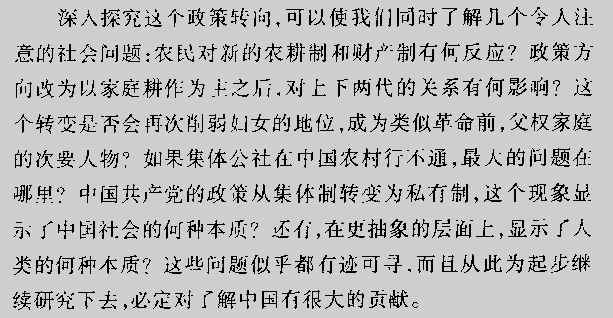 深入探究这个政策转向,可以使我们同时了解几个令人注
意的社会问题:农民对新的农耕制和财产制有何反应？政策方
向改为以家庭耕作为主之后,对上下两代的关系有何影响？这
个转变是否会再次削弱妇女的地位,成为类似革命前,父权家庭
的次要人物？如果集体公社在中国农村行不通,最大的问题在
哪里？中国共产党的政策从集体制转变为私有制,这个现象显
示了中国社会的何种本质？还有,在更抽象的层面上,显示了人
类的何种本质？这些问题似乎都有迹可寻,而且从此为起步继
续研究下去,必定对了解中国有很大的贡献。